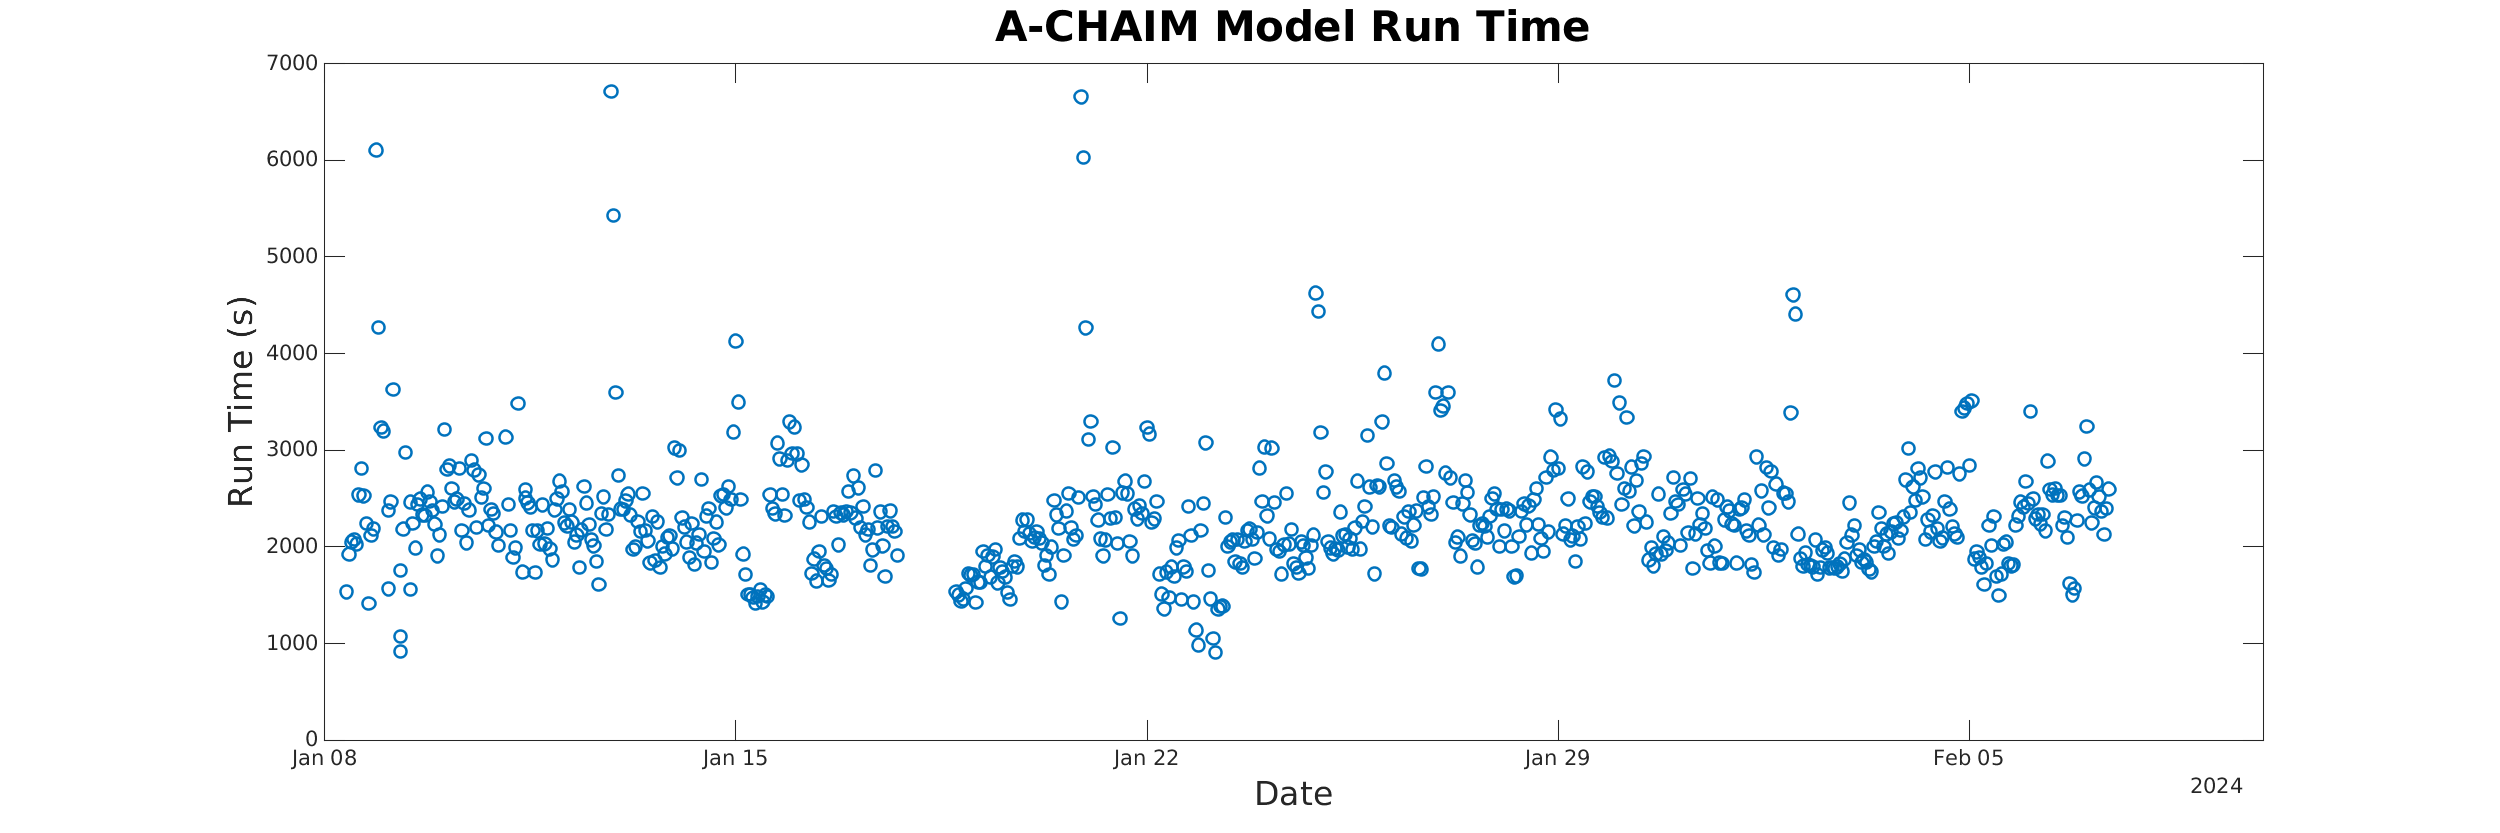 A-CHAIM Model Run Time
7000
6000
5000
4000
3000
2000
1000
0
Run Time (s)
Jan 08
Jan 15
Jan 22
Jan 29
Feb 05
2024
Date